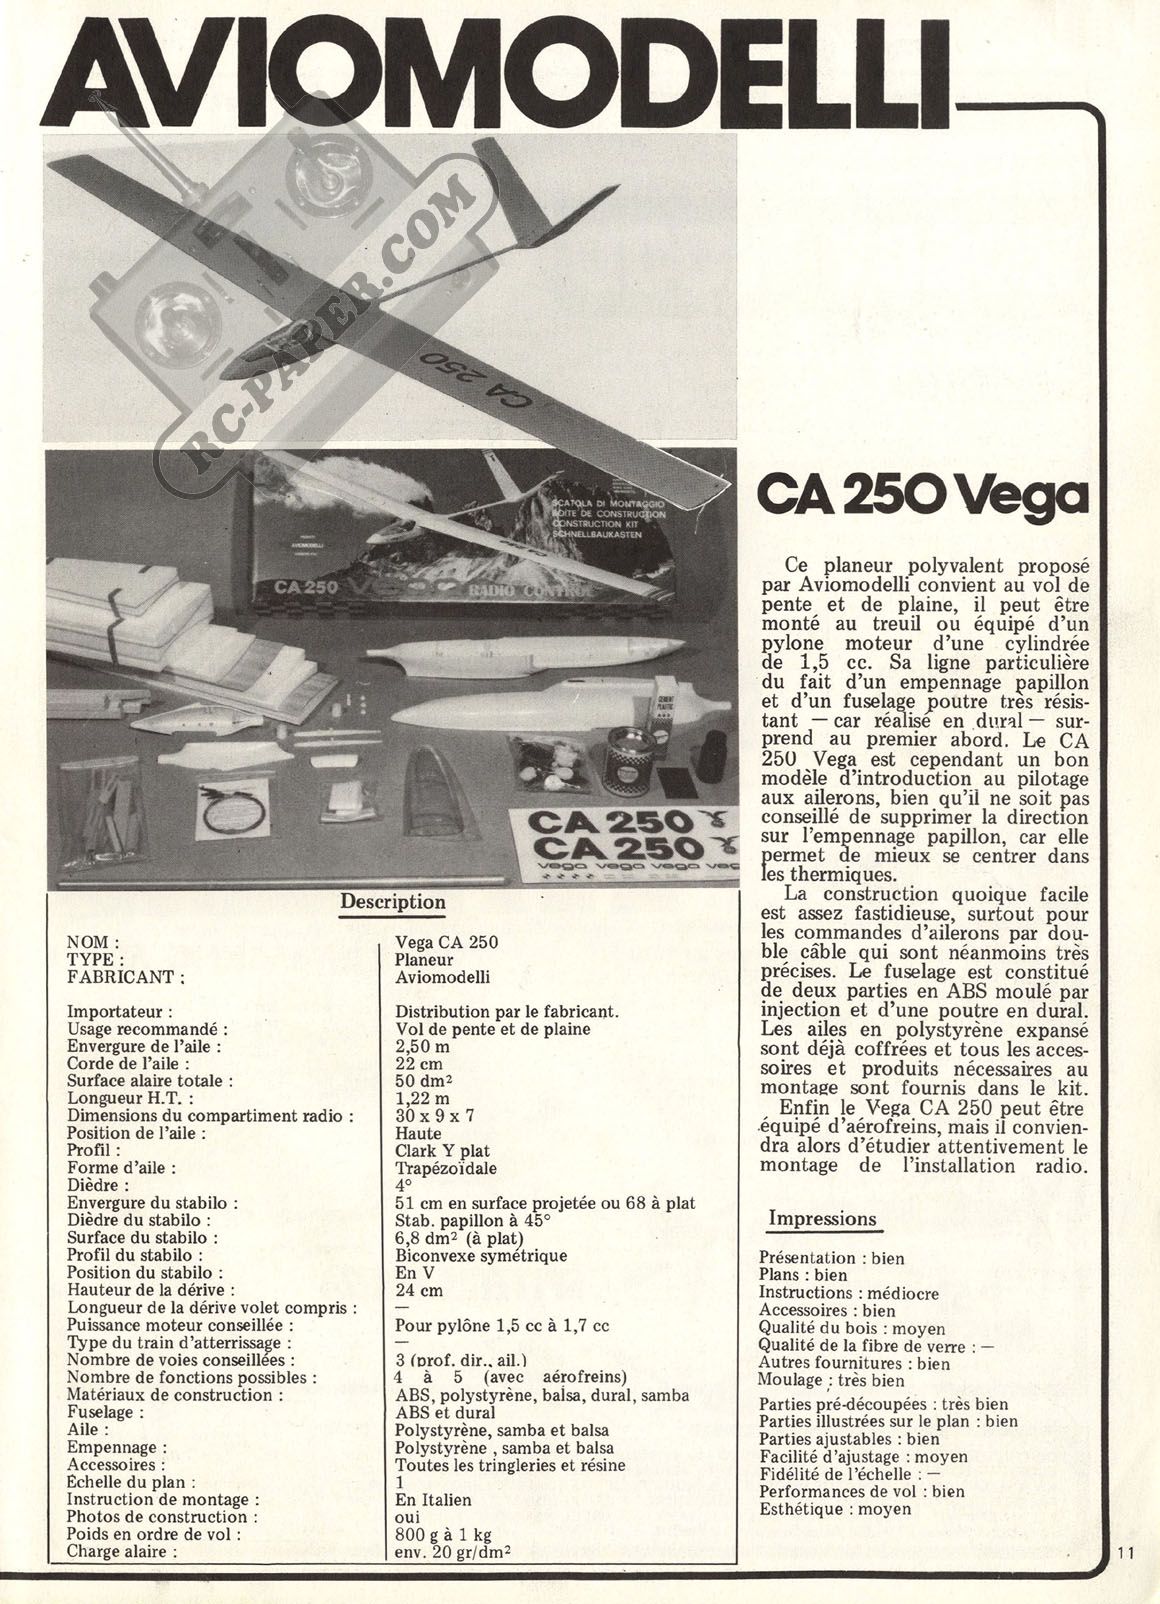 AVIOMODELLI
RC-PAPER.COM
CA 250
SCATOLA DI MONTAGGIO
BOITE DE CONSTRUCTION
CONSTRUCTION KIT
SCHNELLBAUKASTEN
AVIOMODELLI
CA 250
RADIO CONTROL
CEMENT
PLASTIC
CA 250
CA 250
vega vega vega vega
CA 250 Vega
Ce planeur polyvalent proposé
par Aviomodelli convient au vol de
pente et de plaine, il peut être
monté au treuil ou équipé d'un
pylone moteur d'une cylindrée
de 1,5 cc. Sa ligne particulière
du fait d'un empennage papillon
et d'un fuselage poutre très résis-
tant — car réalisé en dural — sur-
prend au premier abord. Le CA
250 Vega est cependant un bon
modèle d'introduction au pilotage
aux ailerons, bien qu'il ne soit pas
conseillé de supprimer la direction
sur l'empennage papillon, car elle
permet de mieux se centrer dans
les thermiques.
La construction quoique facile
est assez fastidieuse, surtout pour
les commandes d'ailerons par dou-
ble câble qui sont néanmoins très
précises. Le fuselage est constitué
de deux parties en ABS moulé par
injection et d'une poutre en dural.
Les ailes en polystyrène expansé
sont déjà coffrées et tous les acces-
soires et produits nécessaires au
montage sont fournis dans le kit.
Enfin le Vega CA 250 peut être
équipé d'aérofreins, mais il convien-
dra alors d'étudier attentivement le
montage de l'installation radio.
Description
NOM : Vega CA 250
TYPE : Planeur
FABRICANT : Aviomodelli
Importateur : Distribution par le fabricant.
Usage recommandé : Vol de pente et de plaine
Envergure de l'aile : 2,50 m
Corde de l'aile : 22 cm
Surface alaire totale : 50 dm²
Longueur H.T. : 1,22 m
Dimensions du compartiment radio : 30 x 9 x 7
Position de l'aile : Haute
Profil : Clark Y plat
Forme d'aile : Trapézoïdale
Dièdre : 4°
Envergure du stabilo : 51 cm en surface projetée ou 68 à plat
Dièdre du stabilo : Stab. papillon à 45°
Surface du stabilo : 6,8 dm² (à plat)
Profil du stabilo : Biconvexe symétrique
Position du stabilo : En V
Hauteur de la dérive : 24 cm
Longueur de la dérive volet compris : —
Puissance moteur conseillée : Pour pylône 1,5 cc à 1,7 cc
Type du train d'atterrissage : —
Nombre de voies conseillées : 3 (prof. dir., ail.)
Nombre de fonctions possibles : 4 à 5 (avec aérofreins)
Matériaux de construction : ABS, polystyrène, balsa, dural, samba
Fuselage : ABS et dural
Aile : Polystyrène, samba et balsa
Empennage : Polystyrène , samba et balsa
Accessoires : Toutes les tringleries et résine
Echelle du plan : 1
Instruction de montage : En Italien
Photos de construction : oui
Poids en ordre de vol : 800 g à 1 kg
Charge alaire : env. 20 gr/dm²
Impressions
Présentation : bien
Plans : bien
Instructions : médiocre
Accessoires : bien
Qualité du bois : moyen
Qualité de la fibre de verre : —
Autres fournitures : bien
Moulage : très bien
Parties pré-découpées : très bien
Parties illustrées sur le plan : bien
Parties ajustables : bien
Facilité d'ajustage : moyen
Fidélité de l'échelle : —
Performances de vol : bien
Esthétique : moyen
11